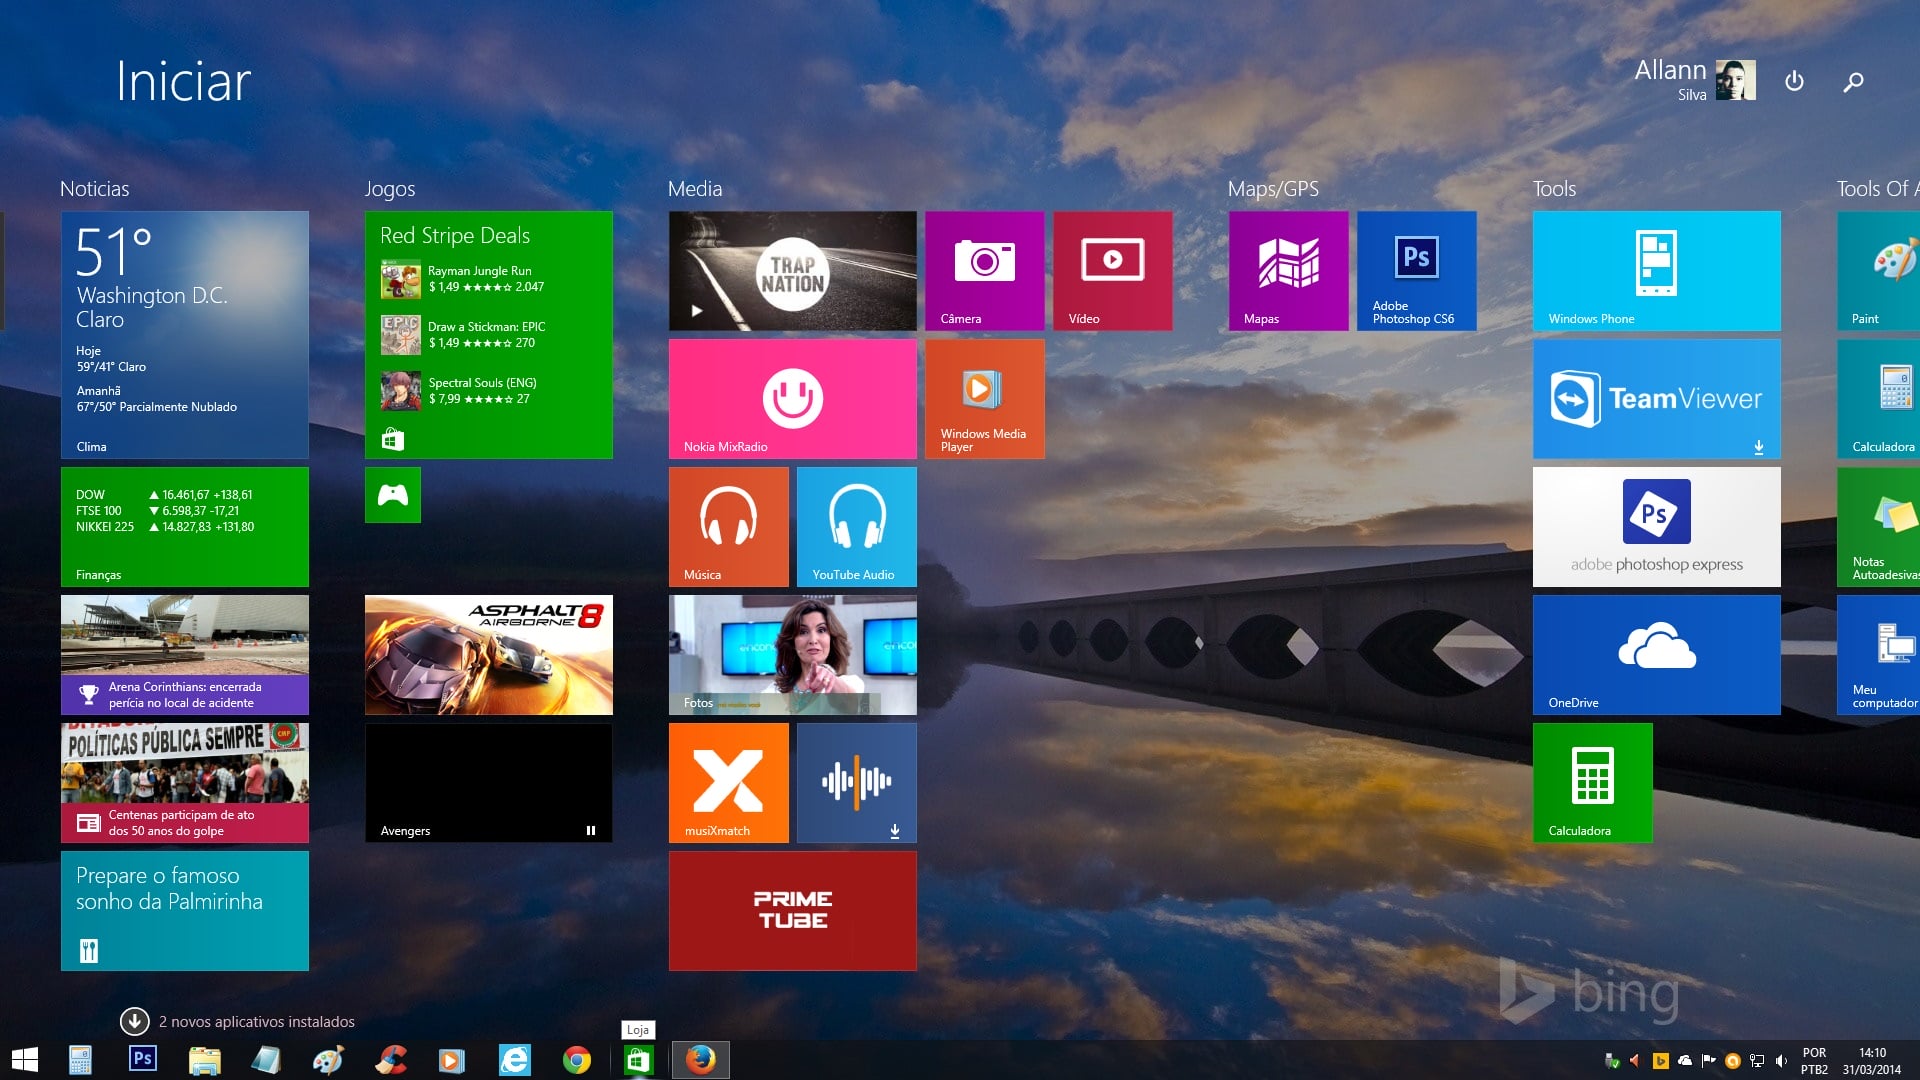 Iniciar
Allann
Silva
Noticias
51°
Washington D.C.
Claro
Hoje
59°/41° Claro
Amanhã
67°/50° Parcialmente Nublado
Clima
DOW ▲ 16.461,67 +138,61
FTSE 100 ▼ 6.598,37 -17,21
NIKKEI 225 ▲ 14.827,83 +131,80
Finanças
Arena Corinthians: encerrada
perícia no local de acidente
POLÍTICAS PÚBLICA SEMPRE
CMP
Centenas participam de ato
dos 50 anos do golpe
Prepare o famoso
sonho da Palmirinha
Jogos
Red Stripe Deals
Rayman Jungle Run
$ 1,49 ★★★★☆ 2.047
EPIC
Draw a Stickman: EPIC
$ 1,49 ★★★★☆ 270
Spectral Souls (ENG)
$ 7,99 ★★★★☆ 27
ASPHALT 8
AIRBORNE
Avengers
Media
TRAP
NATION
Câmera
Vídeo
Nokia MixRadio
Windows Media
Player
Música
YouTube Audio
Fotos
musiXmatch
PRIME
TUBE
Maps/GPS
Mapas
Ps
Adobe
Photoshop CS6
Tools
Windows Phone
TeamViewer
Ps
adobe photoshop express
OneDrive
Calculadora
Tools Of A
Paint
Calculadora
Notas
Autoadesivas
Meu
computador
bing
2 novos aplicativos instalados
Loja
Ps
POR
PTB2
14:10
31/03/2014